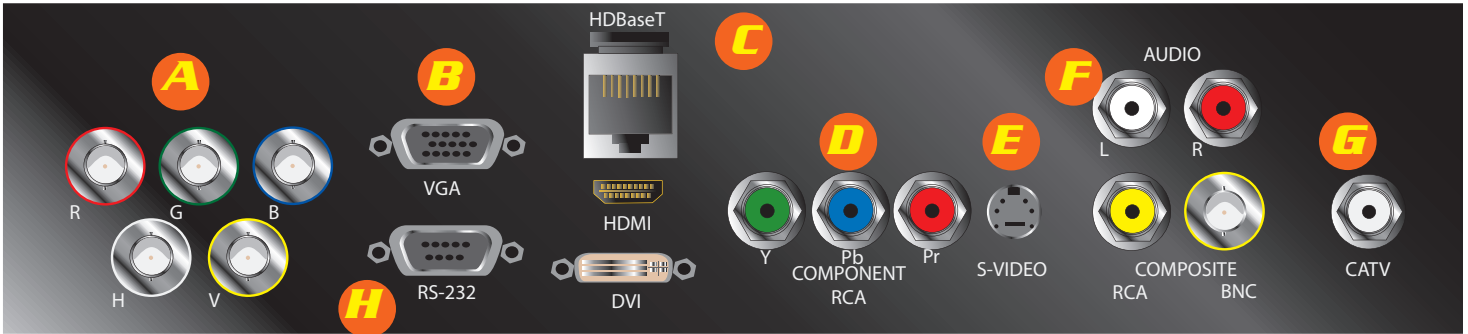 A
R
G
B
H
V
B
VGA
H
RS-232
HDBaseT
HDMI
DVI
C
D
Y
Pb
Pr
COMPONENT
RCA
E
S-VIDEO
F
AUDIO
L
R
COMPOSITE
RCA
BNC
G
CATV